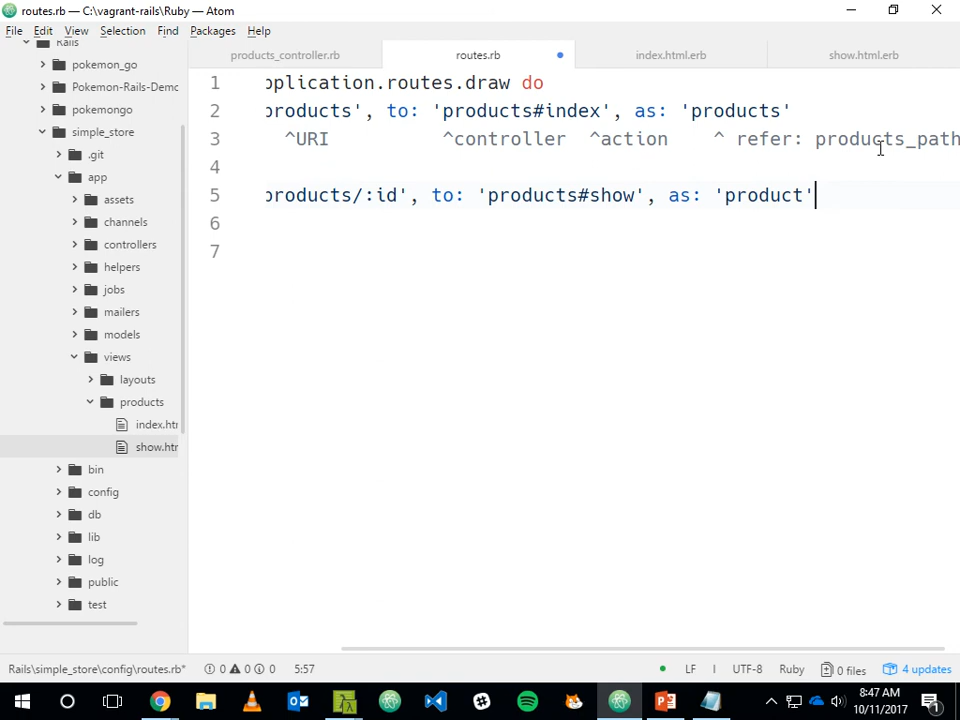 routes.rb — C:\vagrant-rails\Ruby — Atom
File Edit View Selection Find Packages Help
Rails
pokemon_go
Pokemon-Rails-Demo
pokemongo
simple_store
.git
app
assets
channels
controllers
helpers
jobs
mailers
models
views
layouts
products
index.htr
show.htr
bin
config
db
lib
log
public
test
products_controller.rb routes.rb index.html.erb show.html.erb
1 pplication.routes.draw do
2 products', to: 'products#index', as: 'products'
3 ^URI ^controller ^action ^ refer: products_path
4
5 products/:id', to: 'products#show', as: 'product'
6
7
Rails\simple_store\config\routes.rb* 0 0 0 5:57 LF UTF-8 Ruby 0 files 4 updates
8:47 AM
10/11/2017
1